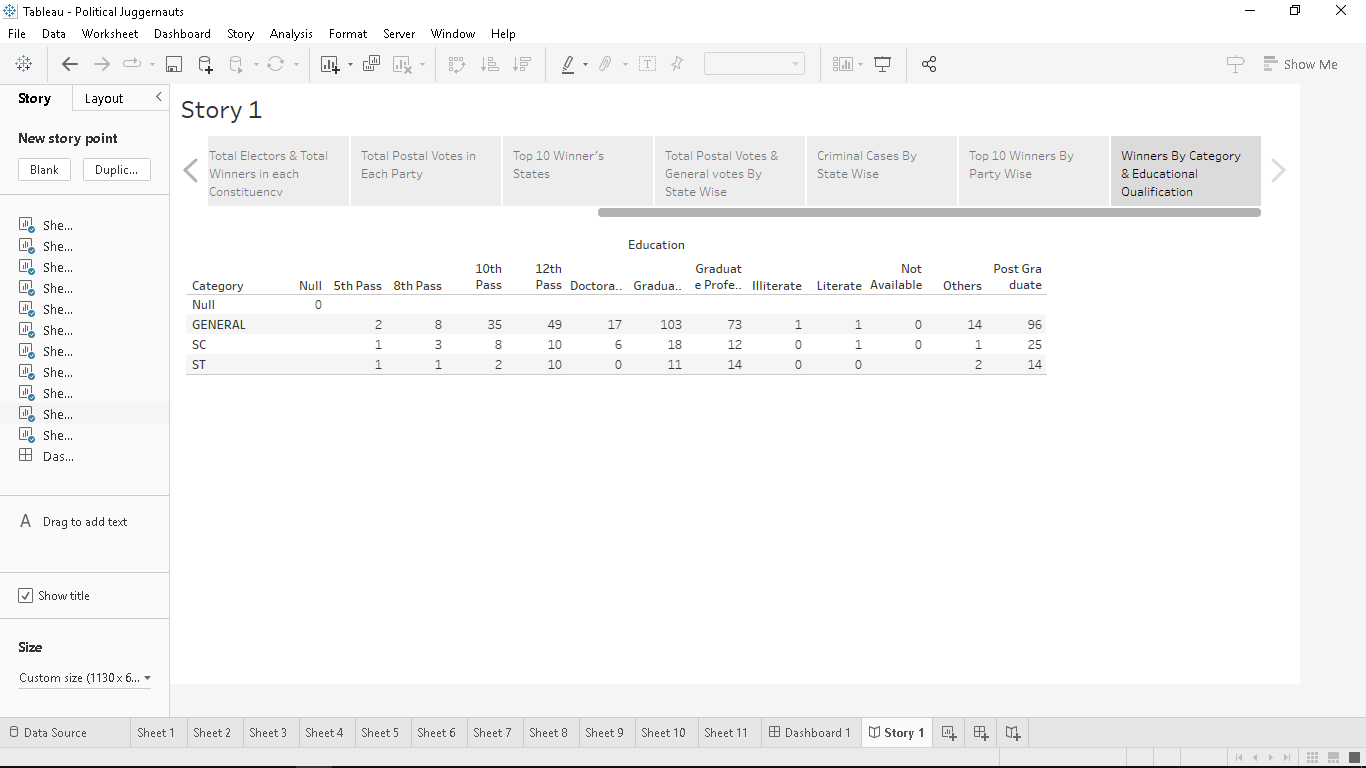 Tableau - Political Juggernauts
File Data Worksheet Dashboard Story Analysis Format Server Window Help
Show Me
Story Layout
New story point
Blank Duplic...
She...
She...
She...
She...
She...
She...
She...
She...
She...
She...
She...
Das...
A Drag to add text
Show title
Size
Custom size (1130 x 6...
Story 1
Total Electors & Total
Winners in each
Constituency
Total Postal Votes in
Each Party
Top 10 Winner's
States
Total Postal Votes &
General votes By
State Wise
Criminal Cases By
State Wise
Top 10 Winners By
Party Wise
Winners By Category
& Educational
Qualification
Education
10th 12th Graduat Not Post Gra
Category Null 5th Pass 8th Pass Pass Pass Doctora.. Gradua.. e Profe.. Illiterate Literate Available Others duate
Null 0
GENERAL 2 8 35 49 17 103 73 1 1 0 14 96
SC 1 3 8 10 6 18 12 0 1 0 1 25
ST 1 1 2 10 0 11 14 0 0 2 14
Data Source Sheet 1 Sheet 2 Sheet 3 Sheet 4 Sheet 5 Sheet 6 Sheet 7 Sheet 8 Sheet 9 Sheet 10 Sheet 11 Dashboard 1 Story 1